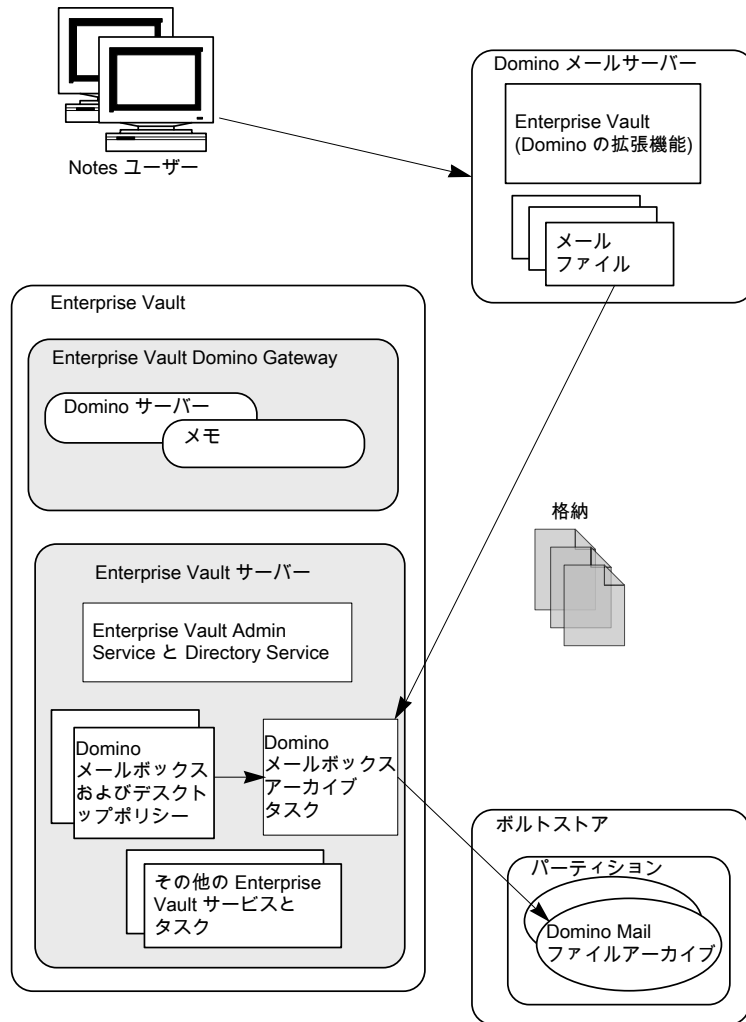 Notes ユーザー
Domino メールサーバー
Enterprise Vault
(Domino の拡張機能)
メール
ファイル
Enterprise Vault
Enterprise Vault Domino Gateway
Domino サーバー
メモ
格納
Enterprise Vault サーバー
Enterprise Vault Admin
Service と Directory Service
Domino
メールボックス
およびデスクト
ップポリシー
Domino
メールボックス
アーカイブ
タスク
その他の Enterprise
Vault サービスと
タスク
ボルトストア
パーティション
Domino Mail
ファイルアーカイブ